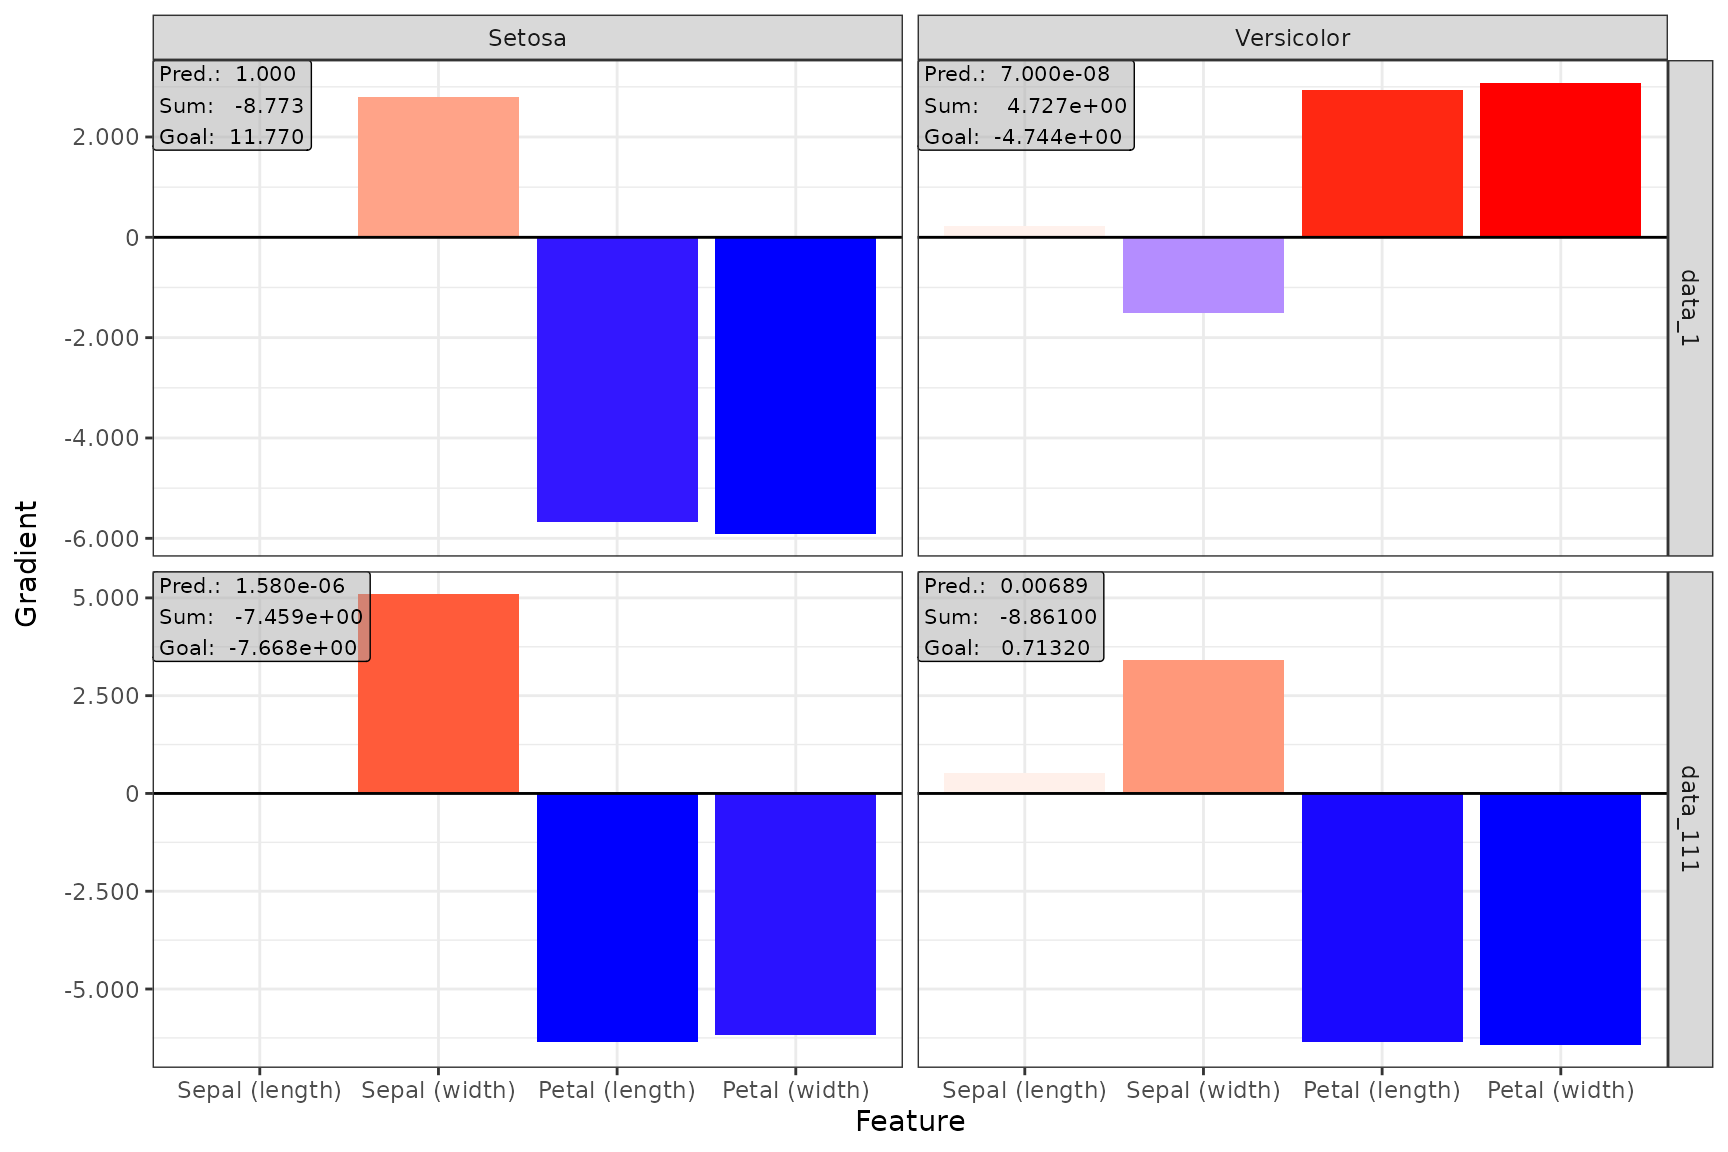 Setosa
Versicolor
Pred.: 1.000
Sum: -8.773
Goal: 11.770
Pred.: 7.000e-08
Sum: 4.727e+00
Goal: -4.744e+00
2.000
0
-2.000
-4.000
-6.000
data_1
Gradient
Pred.: 1.580e-06
Sum: -7.459e+00
Goal: -7.668e+00
Pred.: 0.00689
Sum: -8.86100
Goal: 0.71320
5.000
2.500
0
-2.500
-5.000
data_111
Sepal (length) Sepal (width) Petal (length) Petal (width)
Sepal (length) Sepal (width) Petal (length) Petal (width)
Feature